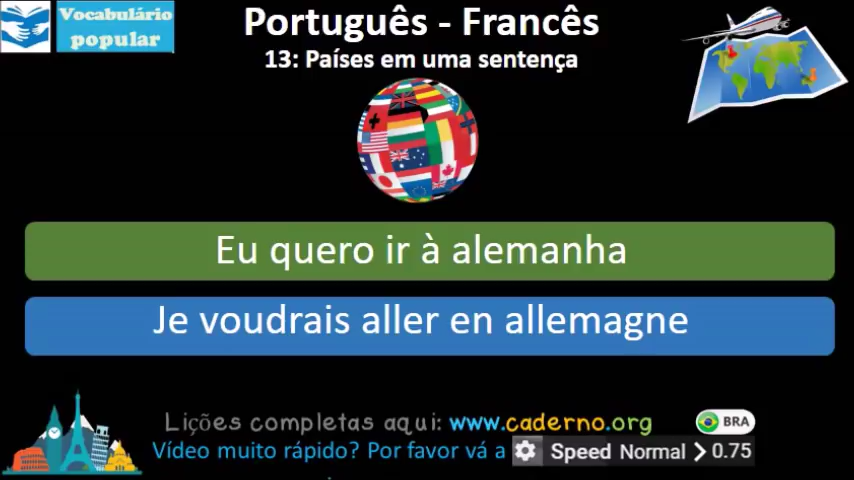 Vocabulário
popular
Português - Francês
13: Países em uma sentença
Eu quero ir à alemanha
Je voudrais aller en allemagne
Lições completas aqui: www.caderno.org
BRA
Vídeo muito rápido? Por favor vá a Speed Normal > 0.75